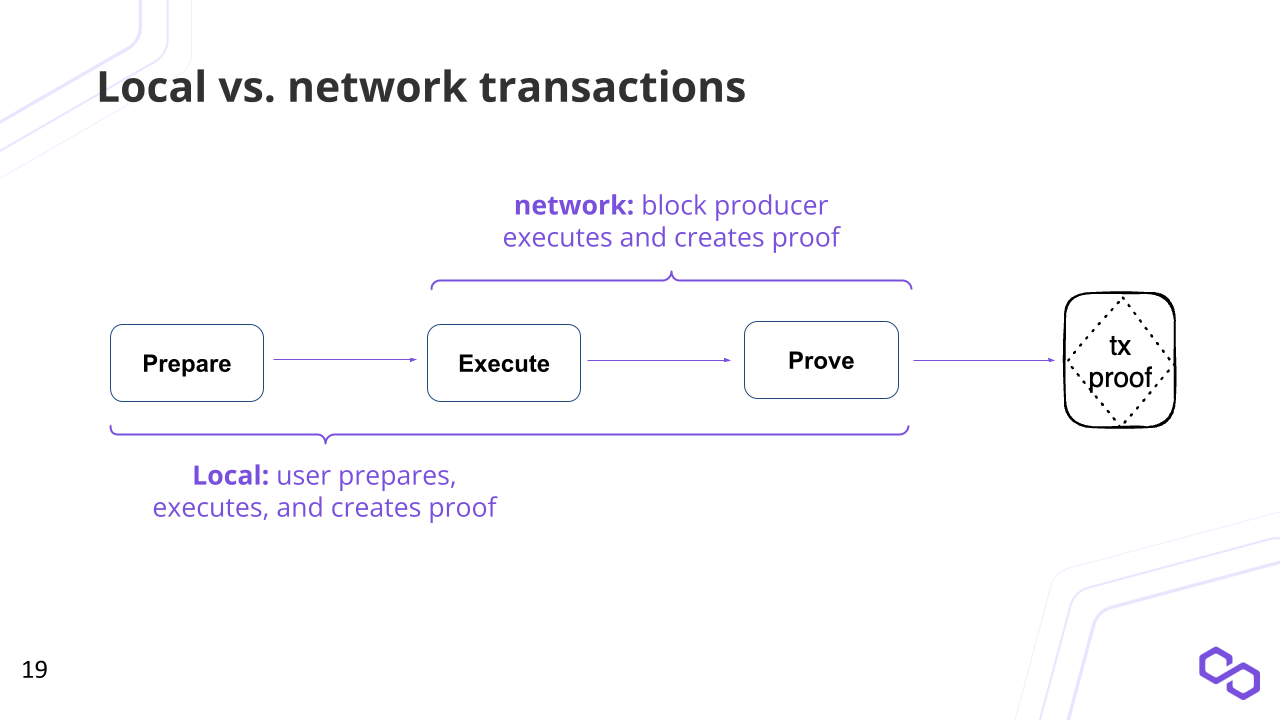 Local vs. network transactions
network: block producer
executes and creates proof
Prepare
Execute
Prove
tx
proof
Local: user prepares,
executes, and creates proof
19